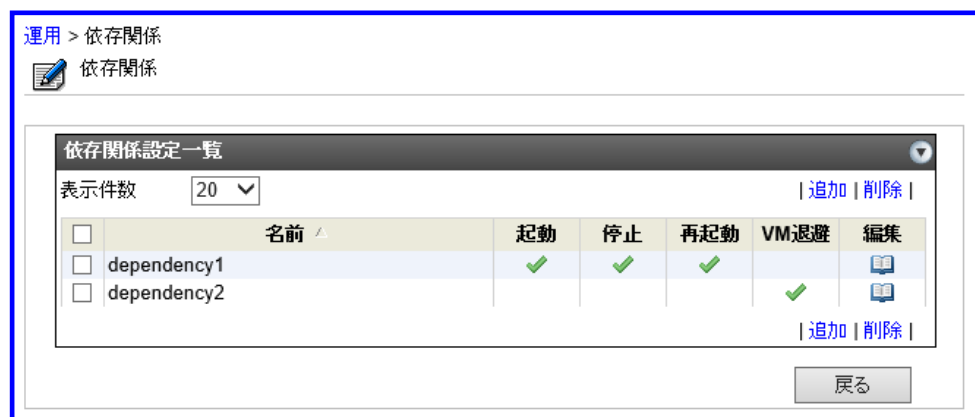 運用 > 依存関係
依存関係
依存関係設定一覧
表示件数 20 | 追加 | 削除 |
名前 起動 停止 再起動 VM退避 編集
dependency1
dependency2
| 追加 | 削除 |
戻る